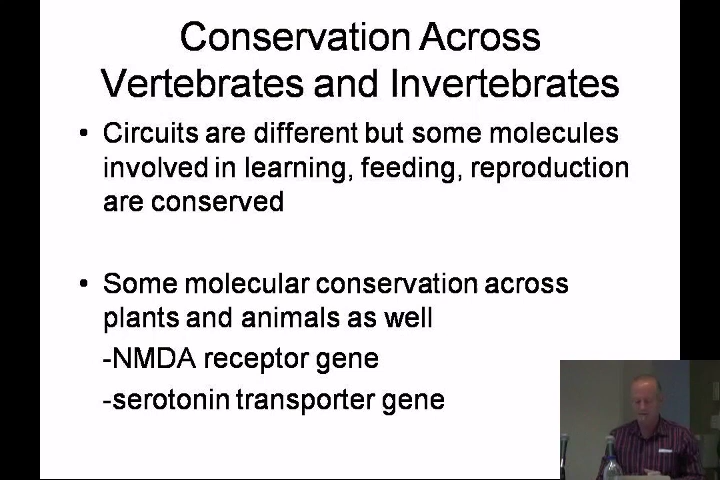 Conservation Across
Vertebrates and Invertebrates
• Circuits are different but some molecules
involved in learning, feeding, reproduction
are conserved
• Some molecular conservation across
plants and animals as well
-NMDA receptor gene
-serotonin transporter gene